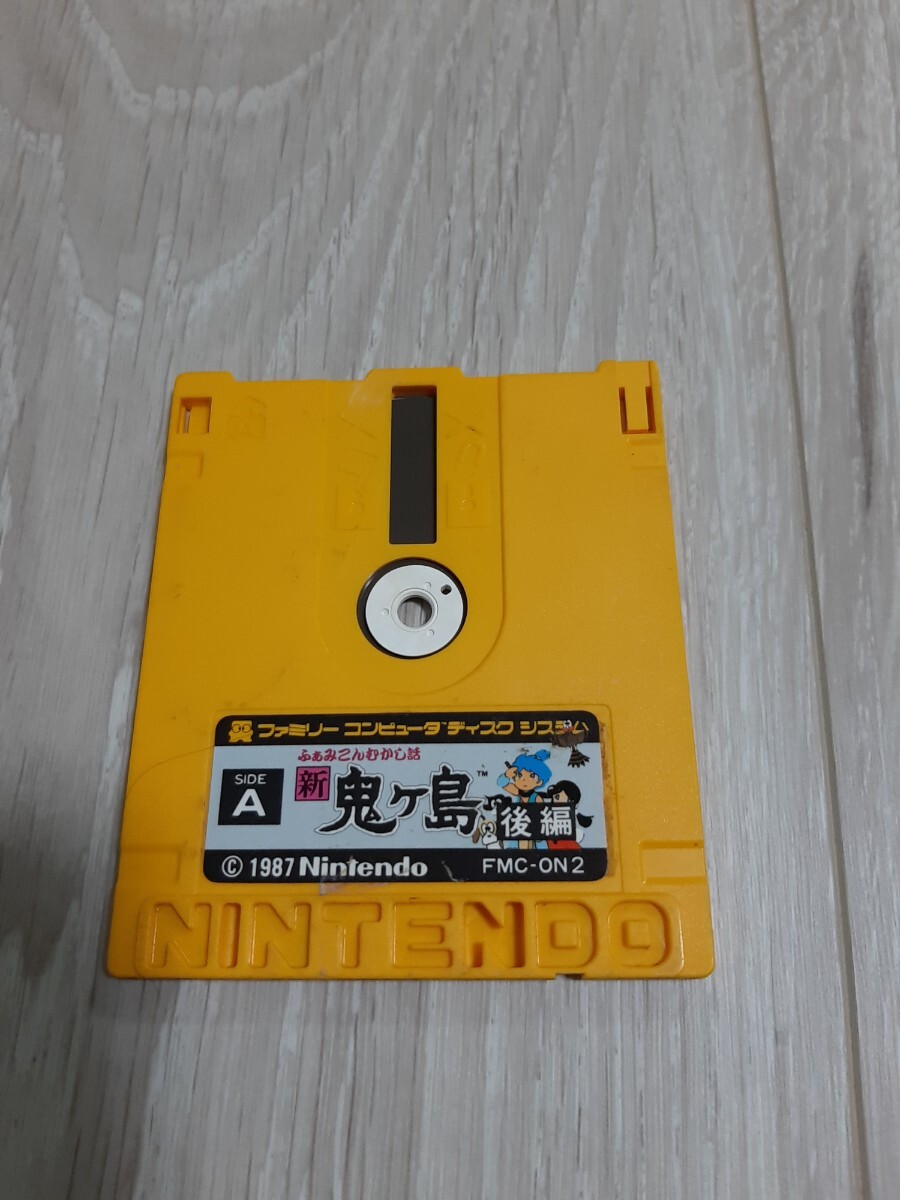 ファミリー コンピュータ ディスク システム
ふぁみこんむかし話
SIDE A
新 鬼ヶ島™
後編
© 1987 Nintendo FMC-ON2
NINTENDO